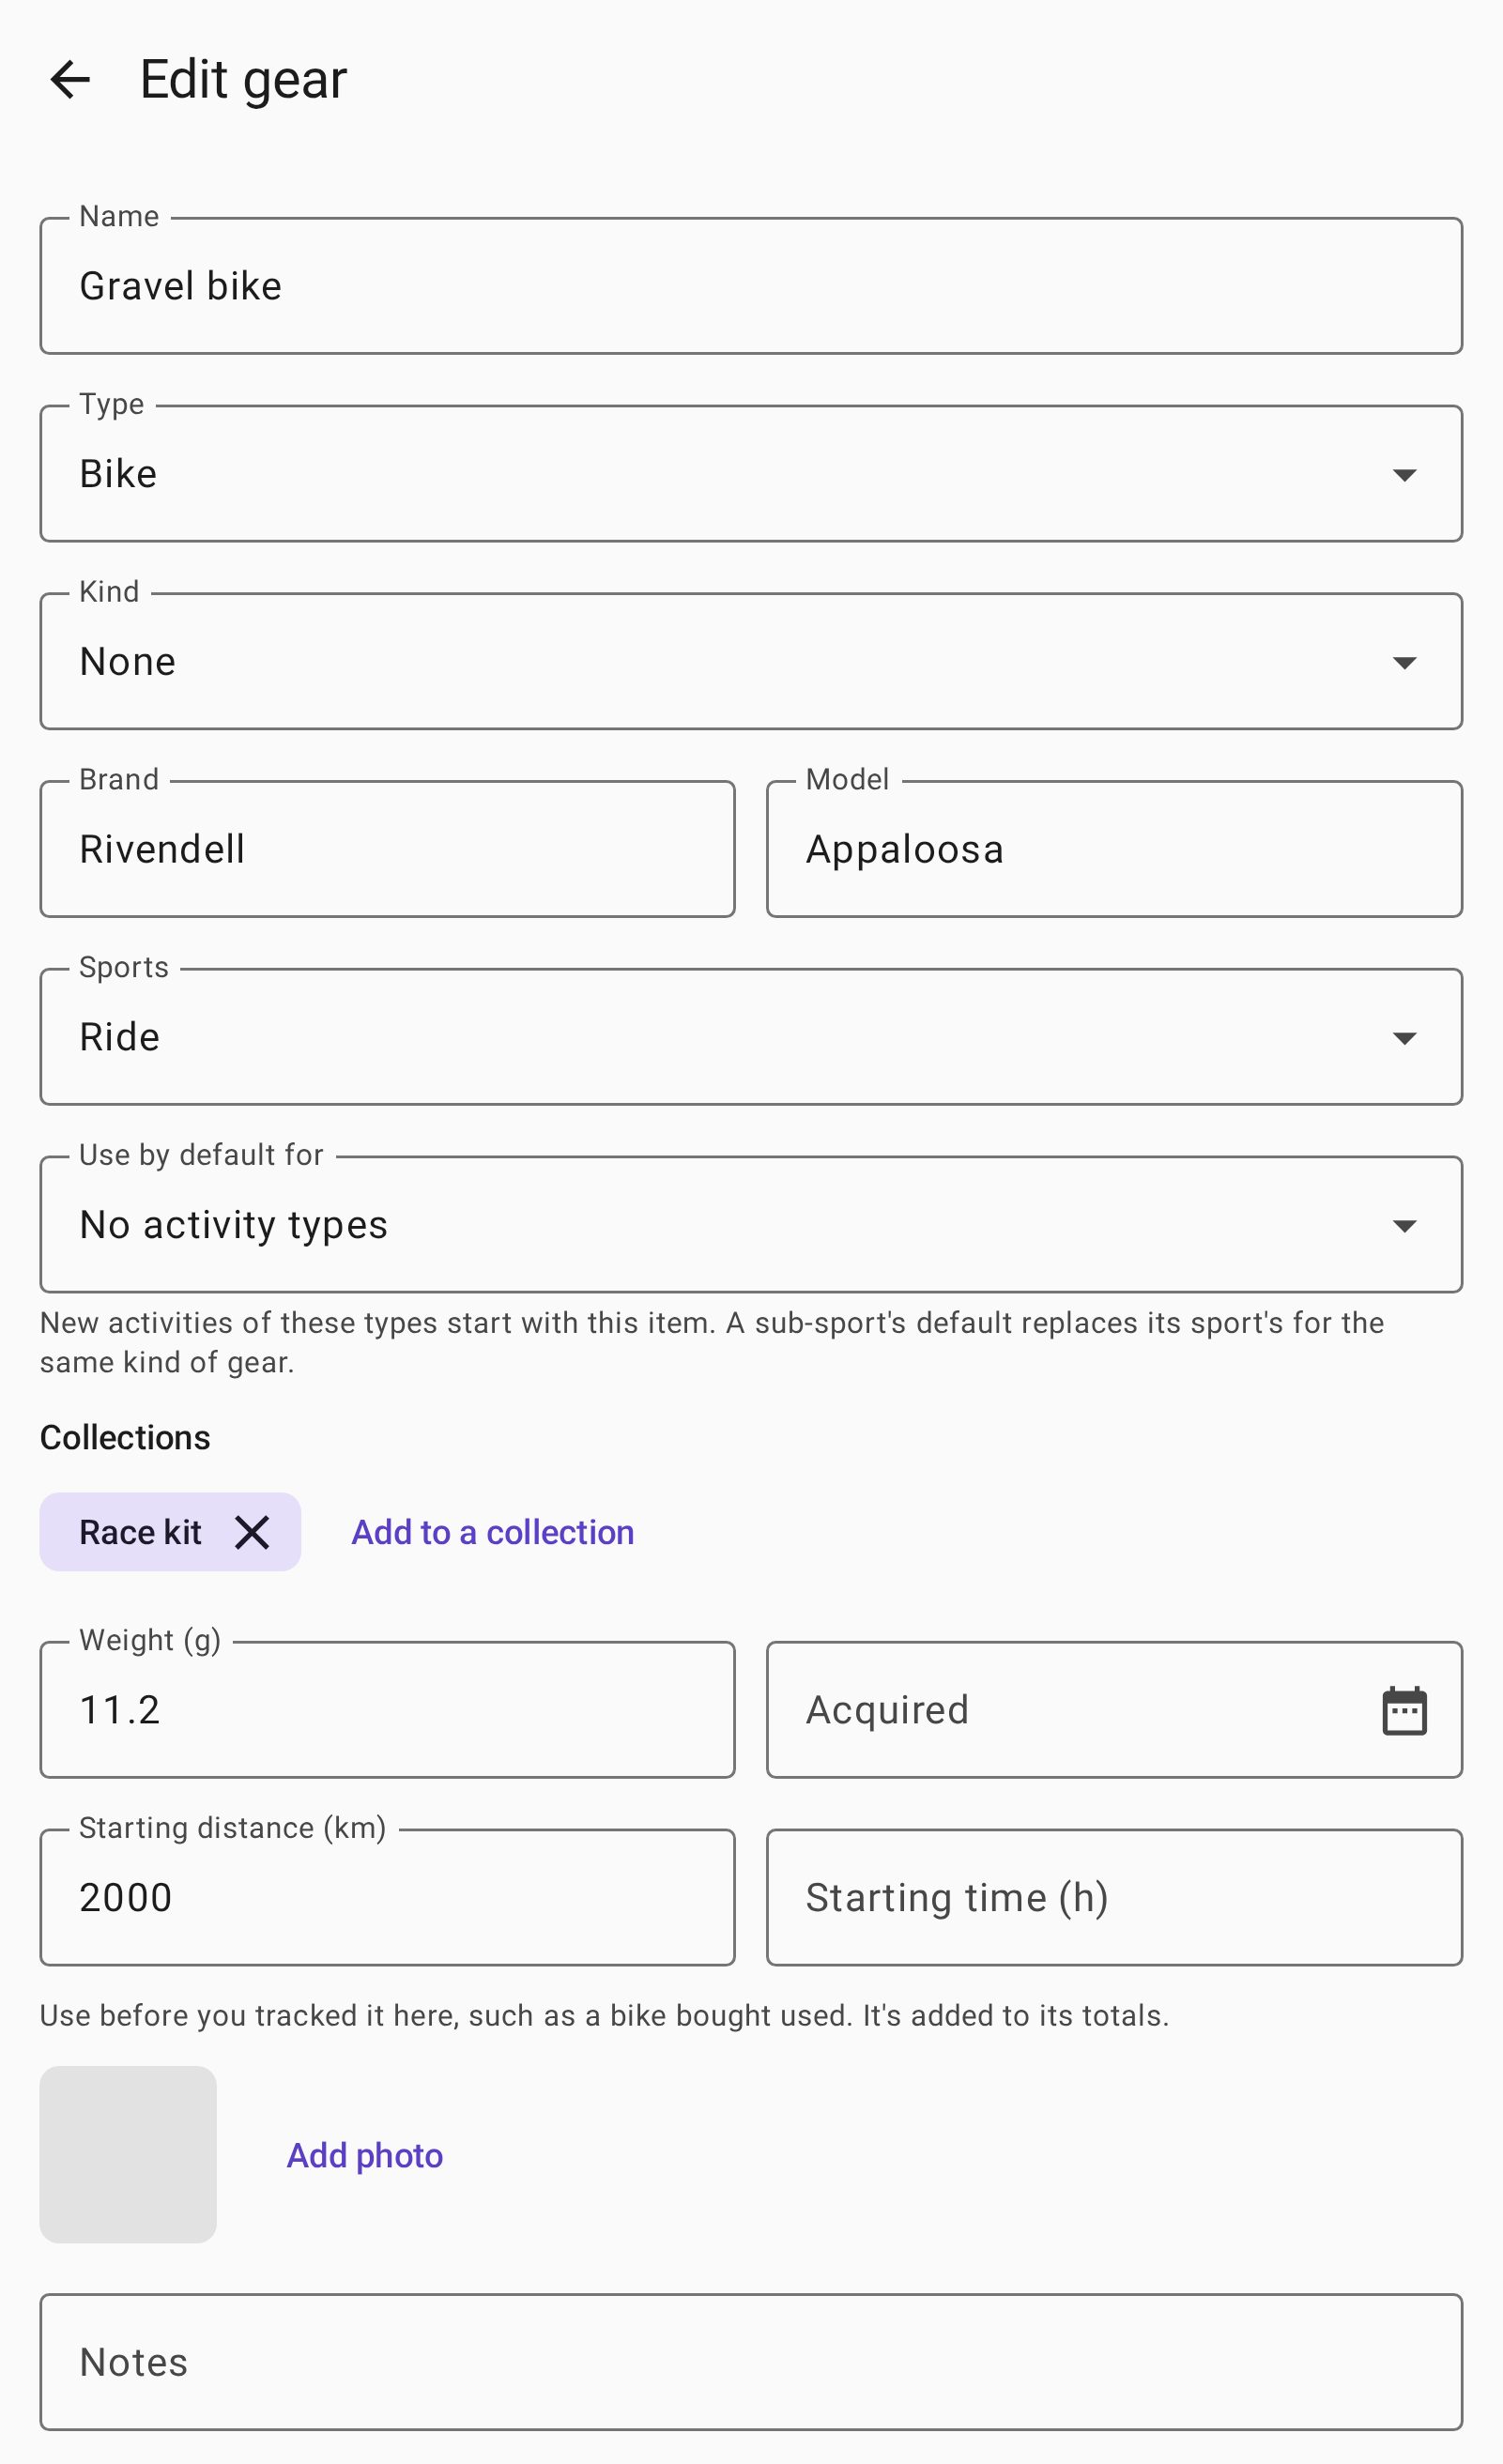 Edit gear
Name
Gravel bike
Type
Bike
Kind
None
Brand
Rivendell
Model
Appaloosa
Sports
Ride
Use by default for
No activity types
New activities of these types start with this item. A sub-sport's default replaces its sport's for the
same kind of gear.
Collections
Race kit
Add to a collection
Weight (g)
11.2
Acquired
Starting distance (km)
2000
Starting time (h)
Use before you tracked it here, such as a bike bought used. It's added to its totals.
Add photo
Notes